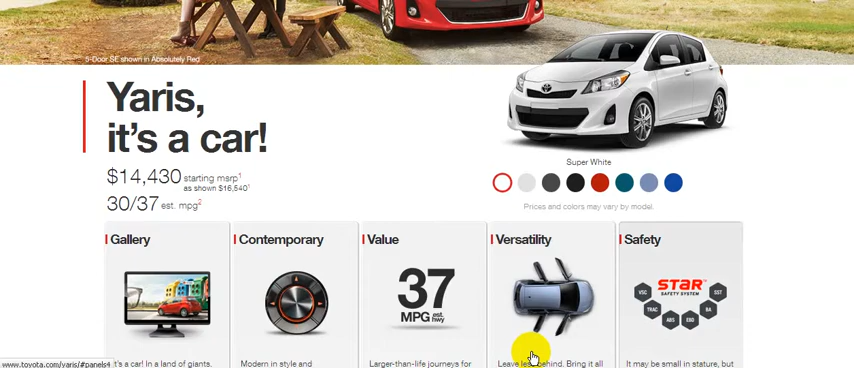 5-Door SE shown in Absolutely Red
Yaris,
it's a car!
$14,430 starting msrp1
as shown $16,5401
30/37 est. mpg2
Super White
Prices and colors may vary by model.
Gallery
Contemporary
Value
Versatility
Safety
37
MPG est. hwy
STAR™
SAFETY SYSTEM
VSC
TRAC
ABS
EBD
BA
SST
www.toyota.com/yaris/#panels4
t's a car! In a land of giants,
Modern in style and
Larger-than-life journeys for
Leave less behind. Bring it all
It may be small in stature, but